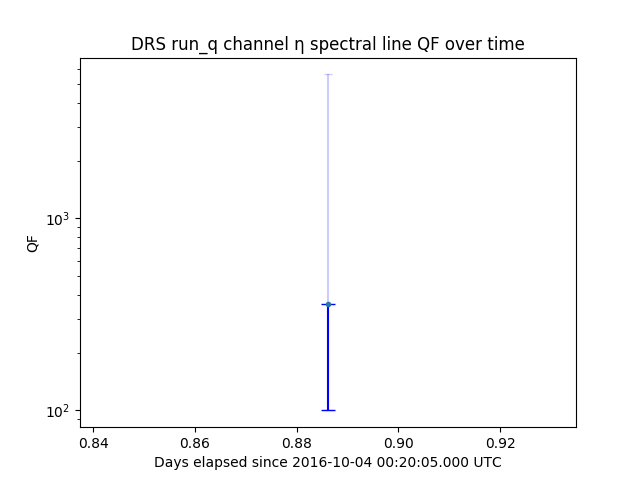 DRS run_q channel η spectral line QF over time
QF
10³
10²
0.84 0.86 0.88 0.90 0.92
Days elapsed since 2016-10-04 00:20:05.000 UTC